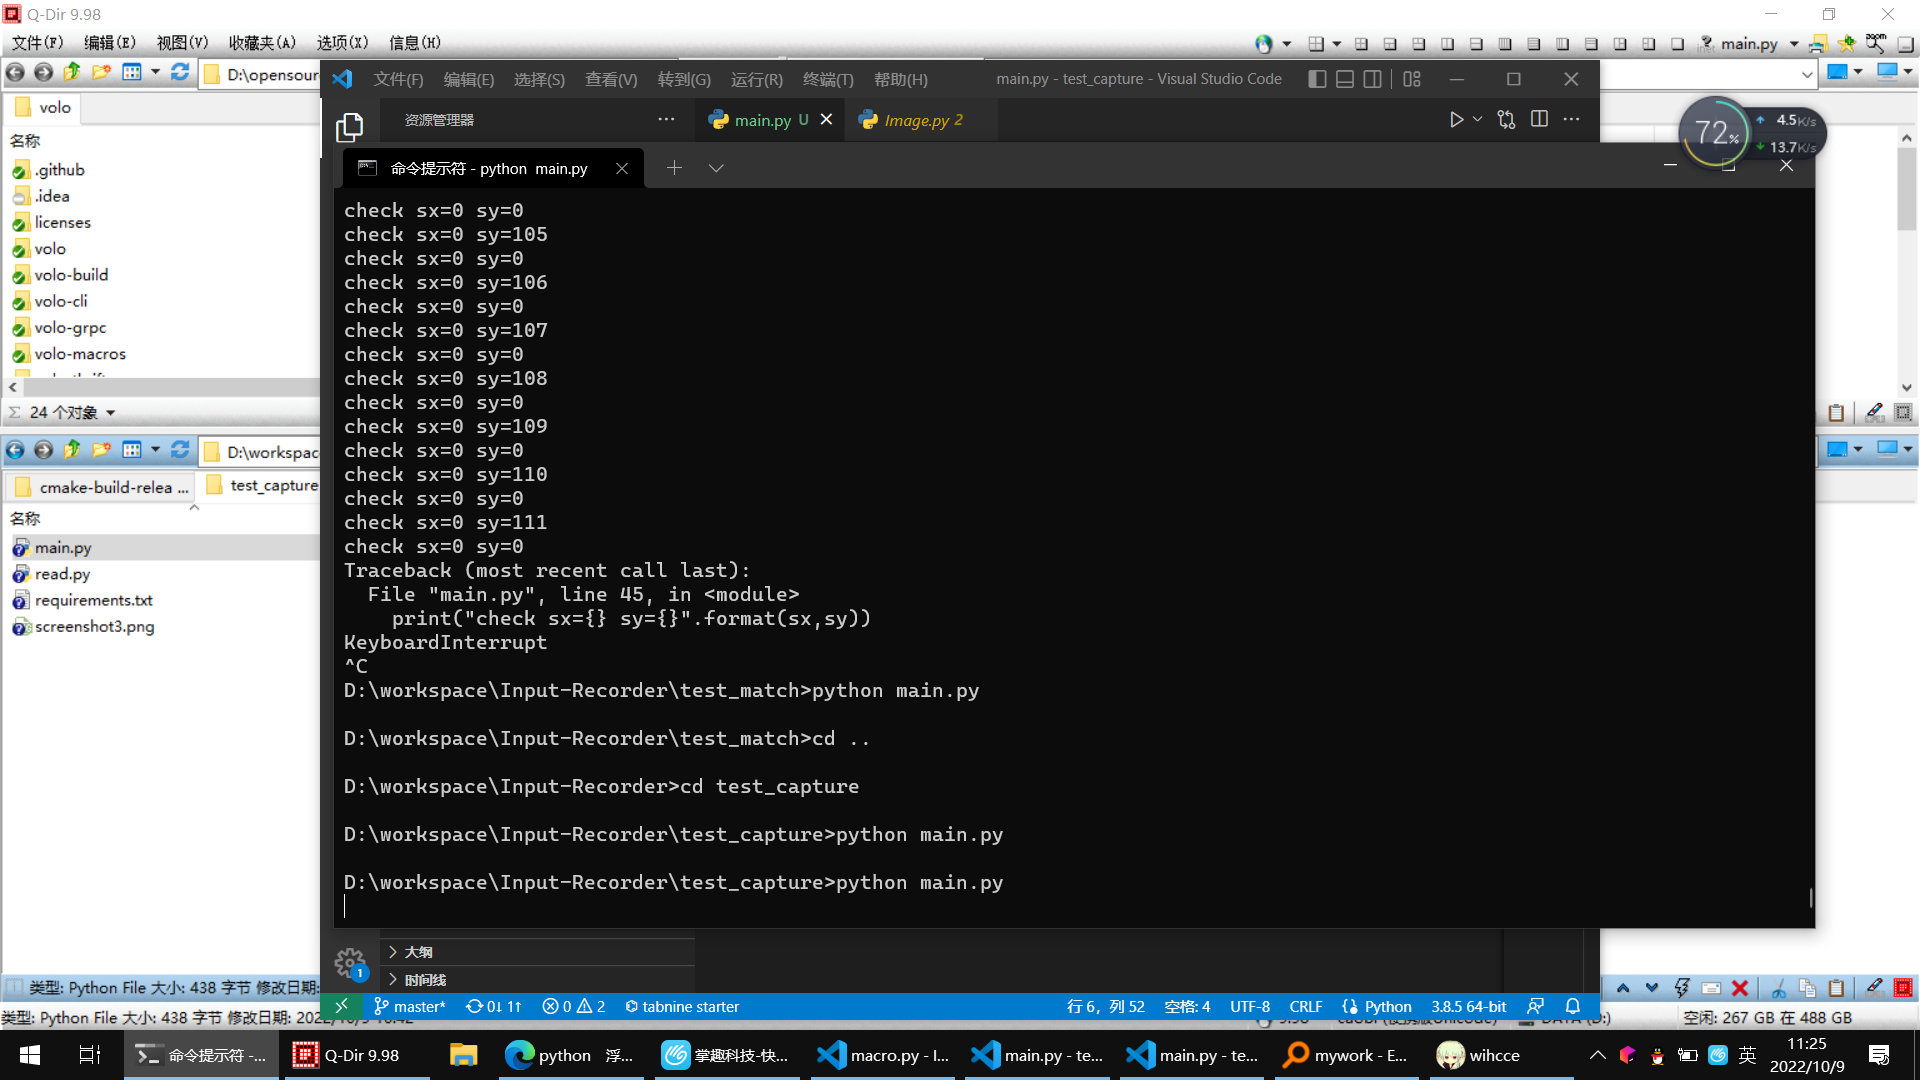 Q-Dir 9.98
文件(F) 编辑(E) 视图(V) 收藏夹(A) 选项(X) 信息(H)
main.py
D:\opensour
volo
名称
.github
.idea
licenses
volo
volo-build
volo-cli
volo-grpc
volo-macros
24 个对象
D:\workspac
cmake-build-relea ...
test_capture
名称
main.py
read.py
requirements.txt
screenshot3.png
类型: Python File 大小: 438 字节 修改日期:
类型: Python File 大小: 438 字节 修改日期: 2022/10/9
空闲: 267 GB 在 488 GB
文件(F) 编辑(E) 选择(S) 查看(V) 转到(G) 运行(R) 终端(T) 帮助(H)
main.py - test_capture - Visual Studio Code
资源管理器
main.py U
Image.py 2
72%
4.5K/s
13.7K/s
命令提示符 - python  main.py
check sx=0 sy=0
check sx=0 sy=105
check sx=0 sy=0
check sx=0 sy=106
check sx=0 sy=0
check sx=0 sy=107
check sx=0 sy=0
check sx=0 sy=108
check sx=0 sy=0
check sx=0 sy=109
check sx=0 sy=0
check sx=0 sy=110
check sx=0 sy=0
check sx=0 sy=111
check sx=0 sy=0
Traceback (most recent call last):
  File "main.py", line 45, in <module>
    print("check sx={} sy={}".format(sx,sy))
KeyboardInterrupt
^C
D:\workspace\Input-Recorder\test_match>python main.py
D:\workspace\Input-Recorder\test_match>cd ..
D:\workspace\Input-Recorder>cd test_capture
D:\workspace\Input-Recorder\test_capture>python main.py
D:\workspace\Input-Recorder\test_capture>python main.py
大纲
1
时间线
master* 0↓ 1↑ 0 2 tabnine starter
行 6，列 52 空格: 4 UTF-8 CRLF Python 3.8.5 64-bit
命令提示符 -...
Q-Dir 9.98
python 浮...
掌趣科技-快...
macro.py - I...
main.py - te...
main.py - te...
mywork - E...
wihcce
英
11:25
2022/10/9